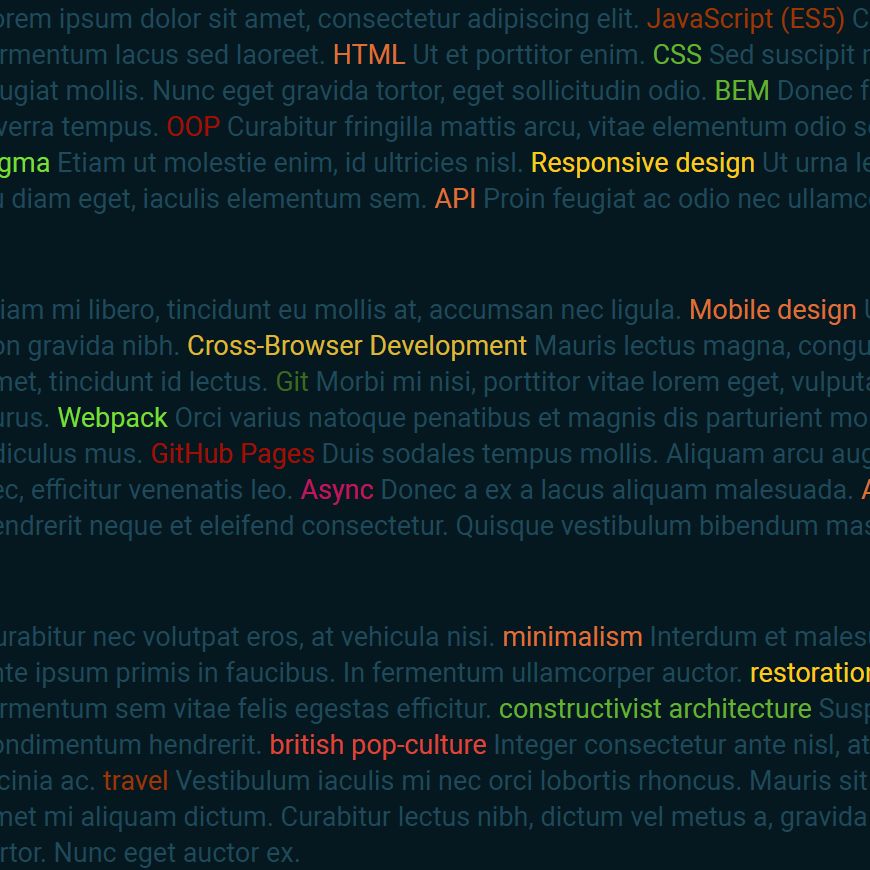 orem ipsum dolor sit amet, consectetur adipiscing elit. JavaScript (ES5) C
rmentum lacus sed laoreet. HTML Ut et porttitor enim. CSS Sed suscipit
ugiat mollis. Nunc eget gravida tortor, eget sollicitudin odio. BEM Donec f
verra tempus. OOP Curabitur fringilla mattis arcu, vitae elementum odio s
gma Etiam ut molestie enim, id ultricies nisl. Responsive design Ut urna le
diam eget, iaculis elementum sem. API Proin feugiat ac odio nec ullamc
iam mi libero, tincidunt eu mollis at, accumsan nec ligula. Mobile design
on gravida nibh. Cross-Browser Development Mauris lectus magna, congu
met, tincidunt id lectus. Git Morbi mi nisi, porttitor vitae lorem eget, vulputa
urus. Webpack Orci varius natoque penatibus et magnis dis parturient mo
diculus mus. GitHub Pages Duis sodales tempus mollis. Aliquam arcu aug
ec, efficitur venenatis leo. Async Donec a ex a lacus aliquam malesuada. A
endrerit neque et eleifend consectetur. Quisque vestibulum bibendum mas
urabitur nec volutpat eros, at vehicula nisi. minimalism Interdum et malesu
nte ipsum primis in faucibus. In fermentum ullamcorper auctor. restoration
rmentum sem vitae felis egestas efficitur. constructivist architecture Susp
ondimentum hendrerit. british pop-culture Integer consectetur ante nisl, at
cinia ac. travel Vestibulum iaculis mi nec orci lobortis rhoncus. Mauris sit
met mi aliquam dictum. Curabitur lectus nibh, dictum vel metus a, gravida
rtor. Nunc eget auctor ex.